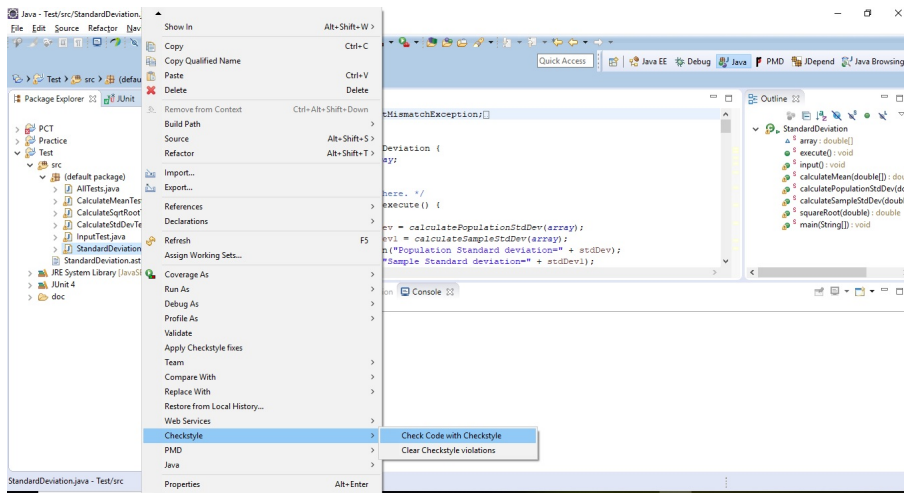 Java - Test/src/StandardDeviation.
File Edit Source Refactor Nav
Quick Access
Java EE
Debug
Java
PMD
JDepend
Java Browsing
Test
src
(defau
Package Explorer
JUnit
PCT
Practice
Test
src
(default package)
AllTests.java
CalculateMeanTes
CalculateSqrtRoot
CalculateStdDevTe
InputTest.java
StandardDeviation
StandardDeviation.ast
JRE System Library [JavaS
JUnit 4
doc
Show In Alt+Shift+W >
Copy Ctrl+C
Copy Qualified Name
Paste Ctrl+V
Delete Delete
Remove from Context Ctrl+Alt+Shift+Down
Build Path >
Source Alt+Shift+S >
Refactor Alt+Shift+T >
Import...
Export...
References >
Declarations >
Refresh F5
Assign Working Sets...
Coverage As >
Run As >
Debug As >
Profile As >
Validate
Apply Checkstyle fixes
Team >
Compare With >
Replace With >
Restore from Local History...
Web Services >
Checkstyle >
PMD >
Java >
Properties Alt+Enter
Check Code with Checkstyle
Clear Checkstyle violations
tMismatchException;
Deviation {
ay;
here. */
execute() {
ev = calculatePopulationStdDev(array);
ev1 = calculateSampleStdDev(array);
n("Population Standard deviation=" + stdDev);
"Sample Standard deviation=" + stdDev1);
on
Console
Outline
StandardDeviation
array : double[]
execute() : void
input() : void
calculateMean(double[]) : dou
calculatePopulationStdDev(do
calculateSampleStdDev(doubl
squareRoot(double) : double
main(String[]) : void
StandardDeviation.java - Test/src